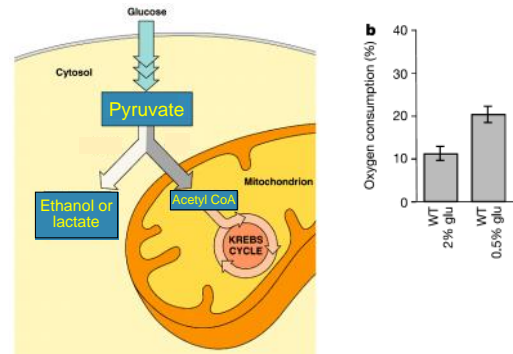 Glucose
Cytosol
Pyruvate
Ethanol or
lactate
Acetyl CoA
Mitochondrion
KREBS
CYCLE
b
Oxygen consumption (%)
40
30
20
10
0
WT
2% glu
WT
0.5% glu